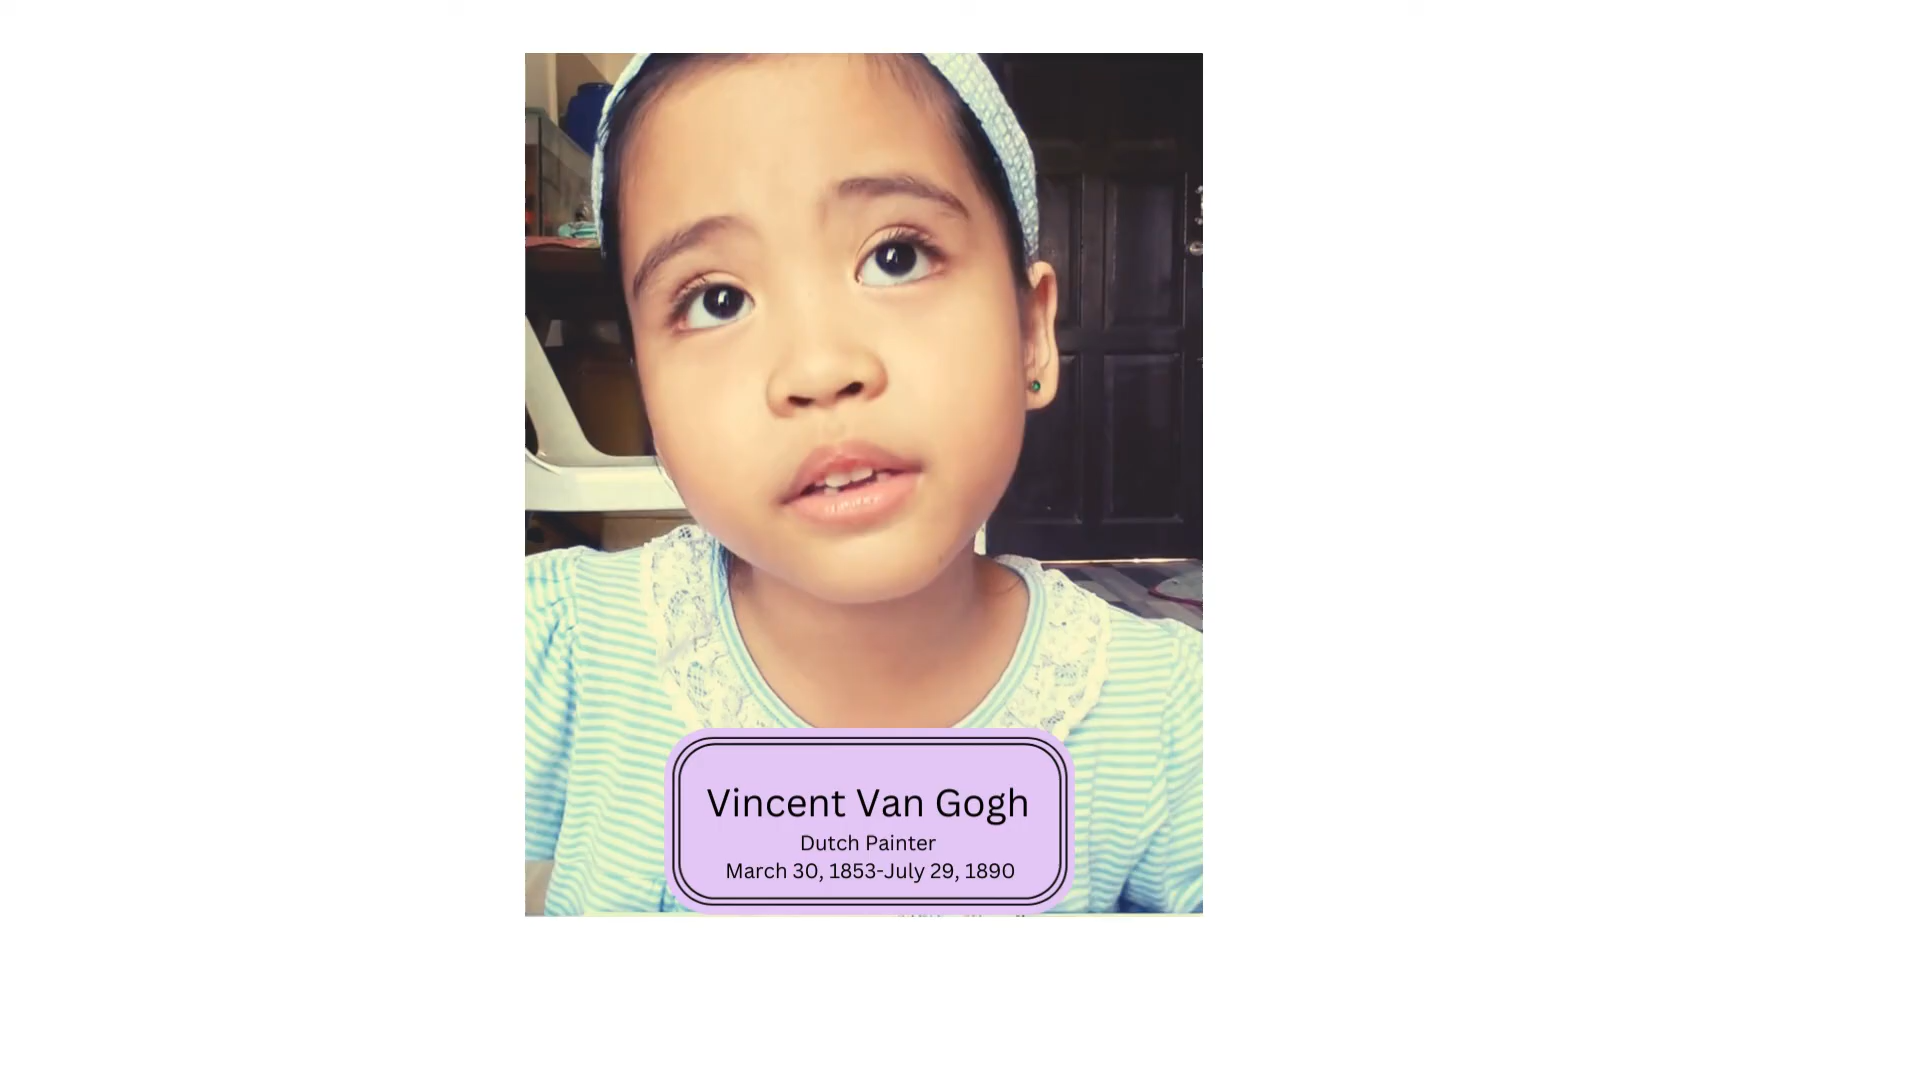 Vincent Van Gogh
Dutch Painter
March 30, 1853-July 29, 1890